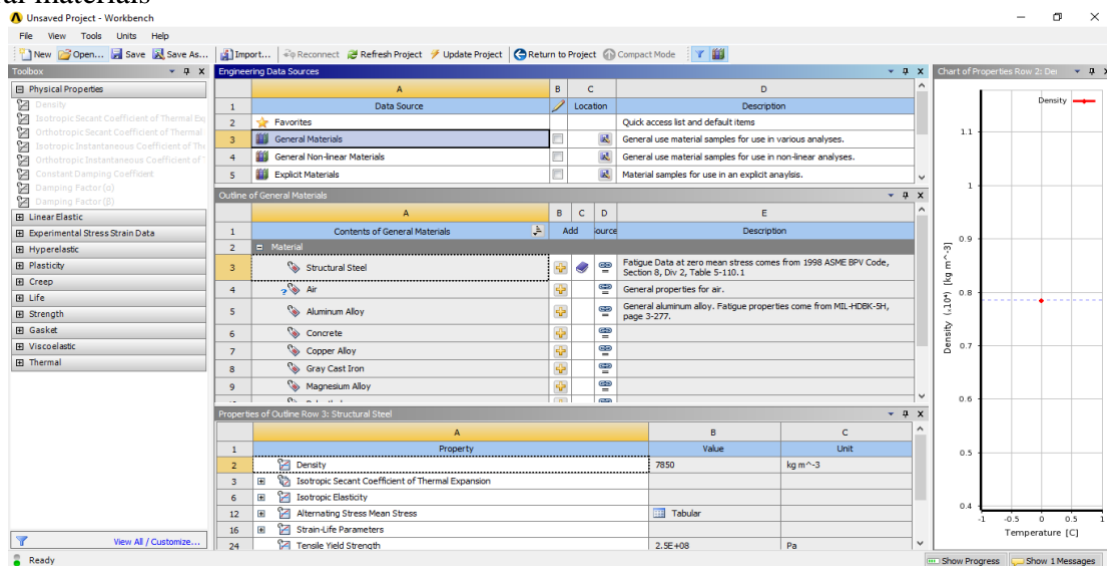 al materials
Unsaved Project - Workbench
File View Tools Units Help
New Open... Save Save As... Import... Reconnect Refresh Project Update Project Return to Project Compact Mode
Toolbox
Physical Properties
Density
Isotropic Secant Coefficient of Thermal Exp
Orthotropic Secant Coefficient of Thermal
Isotropic Instantaneous Coefficient of The
Orthotropic Instantaneous Coefficient of T
Constant Damping Coefficient
Damping Factor (α)
Damping Factor (β)
Linear Elastic
Experimental Stress Strain Data
Hyperelastic
Plasticity
Creep
Life
Strength
Gasket
Viscoelastic
Thermal
View All / Customize...
Engineering Data Sources
A B C D
1 Data Source Location Description
2 Favorites Quick access list and default items
3 General Materials General use material samples for use in various analyses.
4 General Non-linear Materials General use material samples for use in non-linear analyses.
5 Explicit Materials Material samples for use in an explicit anaylsis.
Outline of General Materials
A B C D E
1 Contents of General Materials Add ource Description
2 Material
3 Structural Steel Fatigue Data at zero mean stress comes from 1998 ASME BPV Code,
Section 8, Div 2, Table 5-110.1
4 ? Air General properties for air.
5 Aluminum Alloy General aluminum alloy. Fatigue properties come from MIL-HDBK-5H,
page 3-277.
6 Concrete
7 Copper Alloy
8 Gray Cast Iron
9 Magnesium Alloy
Properties of Outline Row 3: Structural Steel
A B C
1 Property Value Unit
2 Density 7850 kg m^-3
3 Isotropic Secant Coefficient of Thermal Expansion
6 Isotropic Elasticity
12 Alternating Stress Mean Stress Tabular
16 Strain-Life Parameters
24 Tensile Yield Strength 2.5E+08 Pa
Chart of Properties Row 2: De
Density
1.1
1
0.9
0.8
0.7
0.6
0.5
0.4
Density (.10⁴) [kg m^-3]
-1 -0.5 0 0.5 1
Temperature [C]
Ready
Show Progress Show 1 Messages